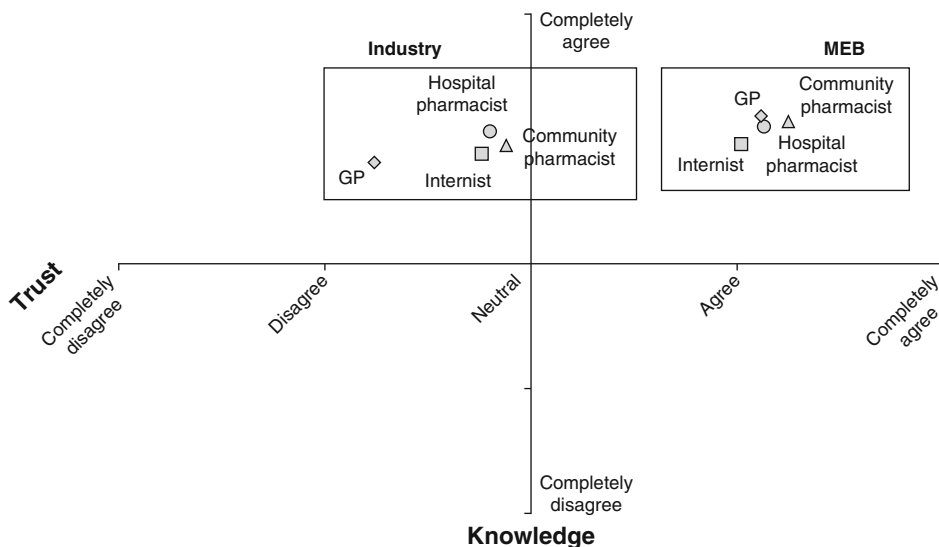 Completely
agree
Industry
MEB
Hospital
pharmacist
Community
pharmacist
GP
Internist
Community
pharmacist
GP
Hospital
pharmacist
Internist
Trust
Completely
disagree
Disagree
Neutral
Agree
Completely
agree
Completely
disagree
Knowledge